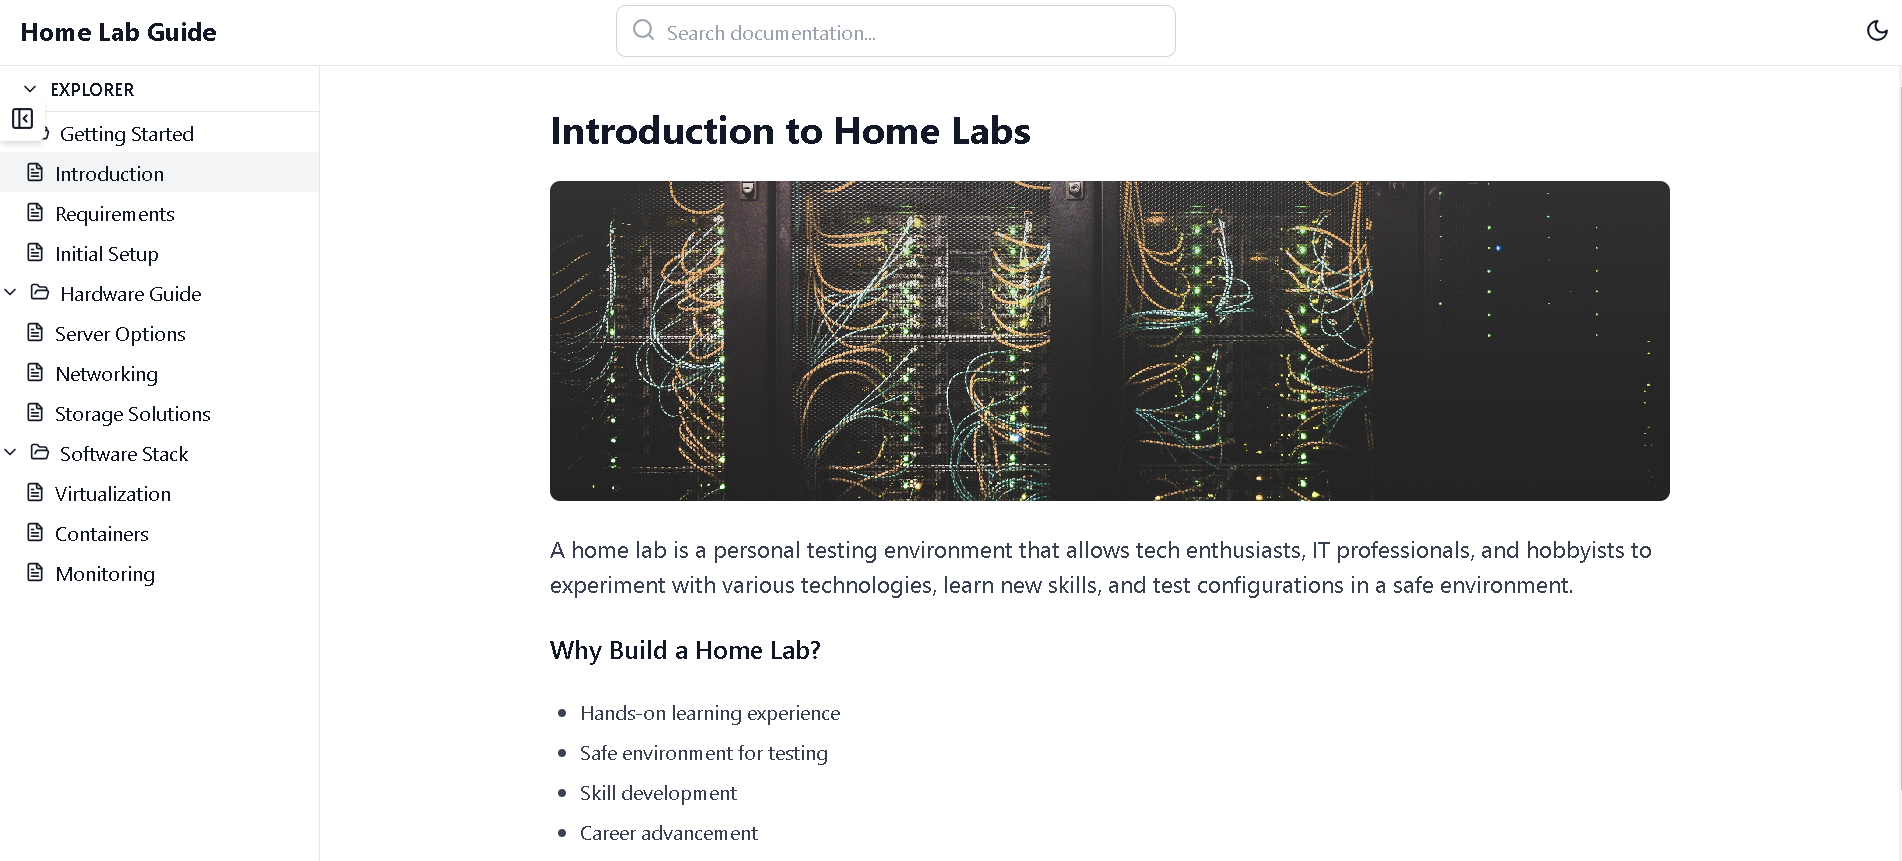 Home Lab Guide
Search documentation...
EXPLORER
Getting Started
Introduction
Requirements
Initial Setup
Hardware Guide
Server Options
Networking
Storage Solutions
Software Stack
Virtualization
Containers
Monitoring
Introduction to Home Labs
A home lab is a personal testing environment that allows tech enthusiasts, IT professionals, and hobbyists to
experiment with various technologies, learn new skills, and test configurations in a safe environment.
Why Build a Home Lab?
Hands-on learning experience
Safe environment for testing
Skill development
Career advancement